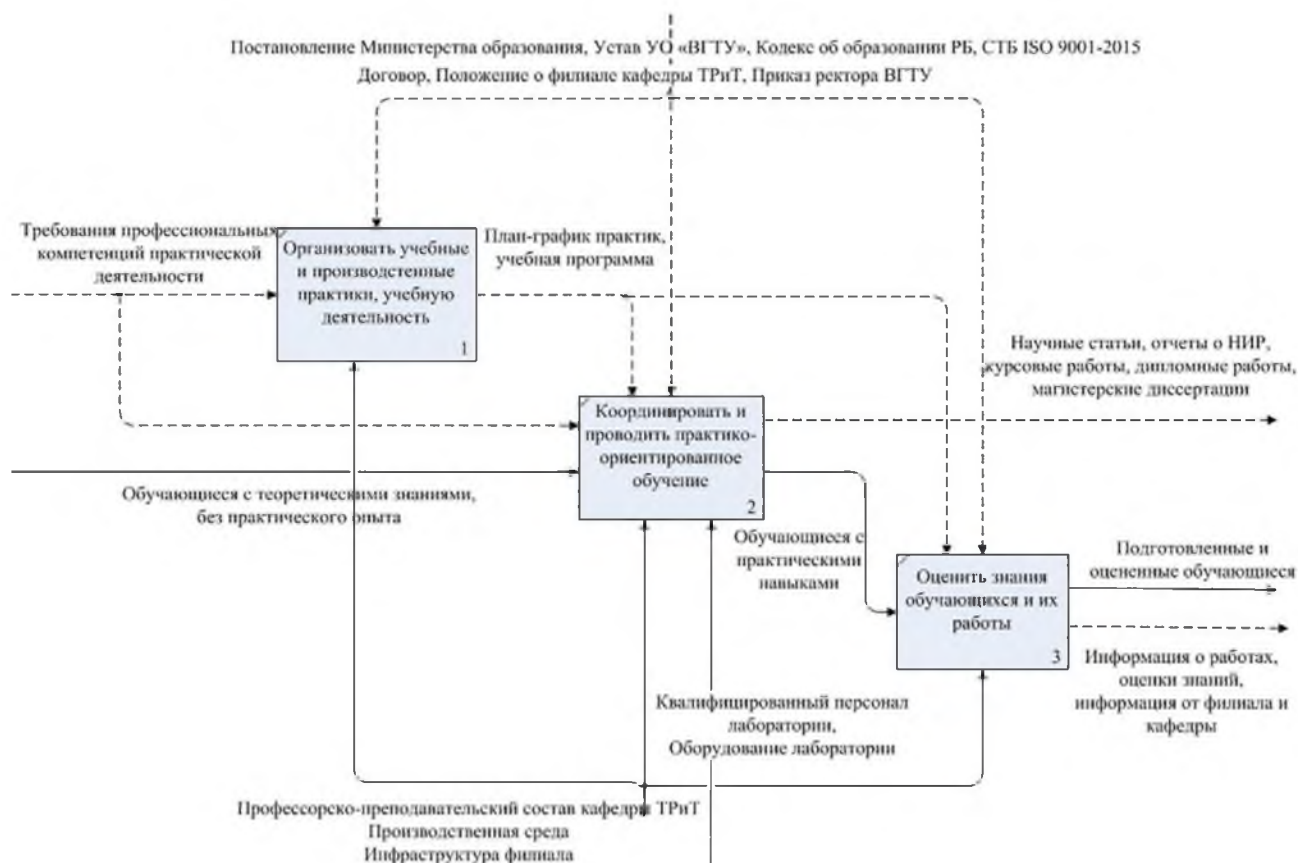 Постановление Министерства образования, Устав УО «ВГТУ», Кодекс об образовании РБ, СТБ ISO 9001-2015
Договор, Положение о филиале кафедры ТРиТ, Приказ ректора ВГТУ
Требования профессиональных
компетенций практической
деятельности
Организовать учебные
и производстенные
практики, учебную
деятельность
1
План-график практик,
учебная программа
Научные статьи, отчеты о НИР,
курсовые работы, дипломные работы,
магистерские диссертации
Координировать и
проводить практико-
ориентированное
обучение
2
Обучающиеся с теоретическими знаниями,
без практического опыта
Обучающиеся с
практическими
навыками
Оценить знания
обучающихся и их
работы
3
Подготовленные и
оцененные обучающиеся
Информация о работах,
оценки знаний,
информация от филиала и
кафедры
Квалифицированный персонал
лаборатории,
Оборудование лаборатории
Профессорско-преподавательский состав кафедры ТРиТ
Производственная среда
Инфраструктура филиала